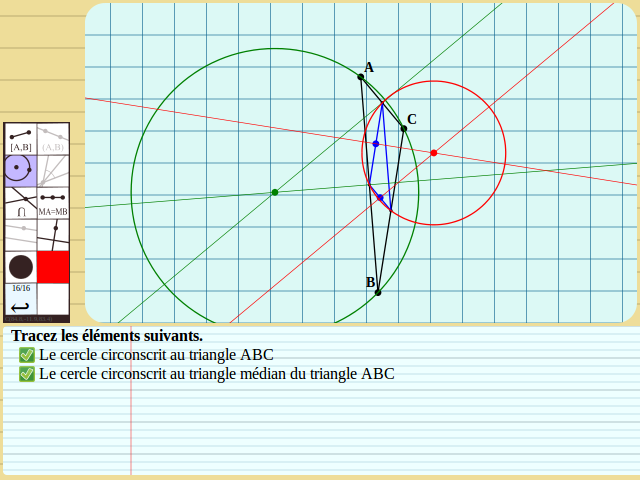 A
C
[A,B]
(A,B)
∩
MA=MB
16/16
B
Tracez les éléments suivants.
Le cercle circonscrit au triangle ABC
Le cercle circonscrit au triangle médian du triangle ABC